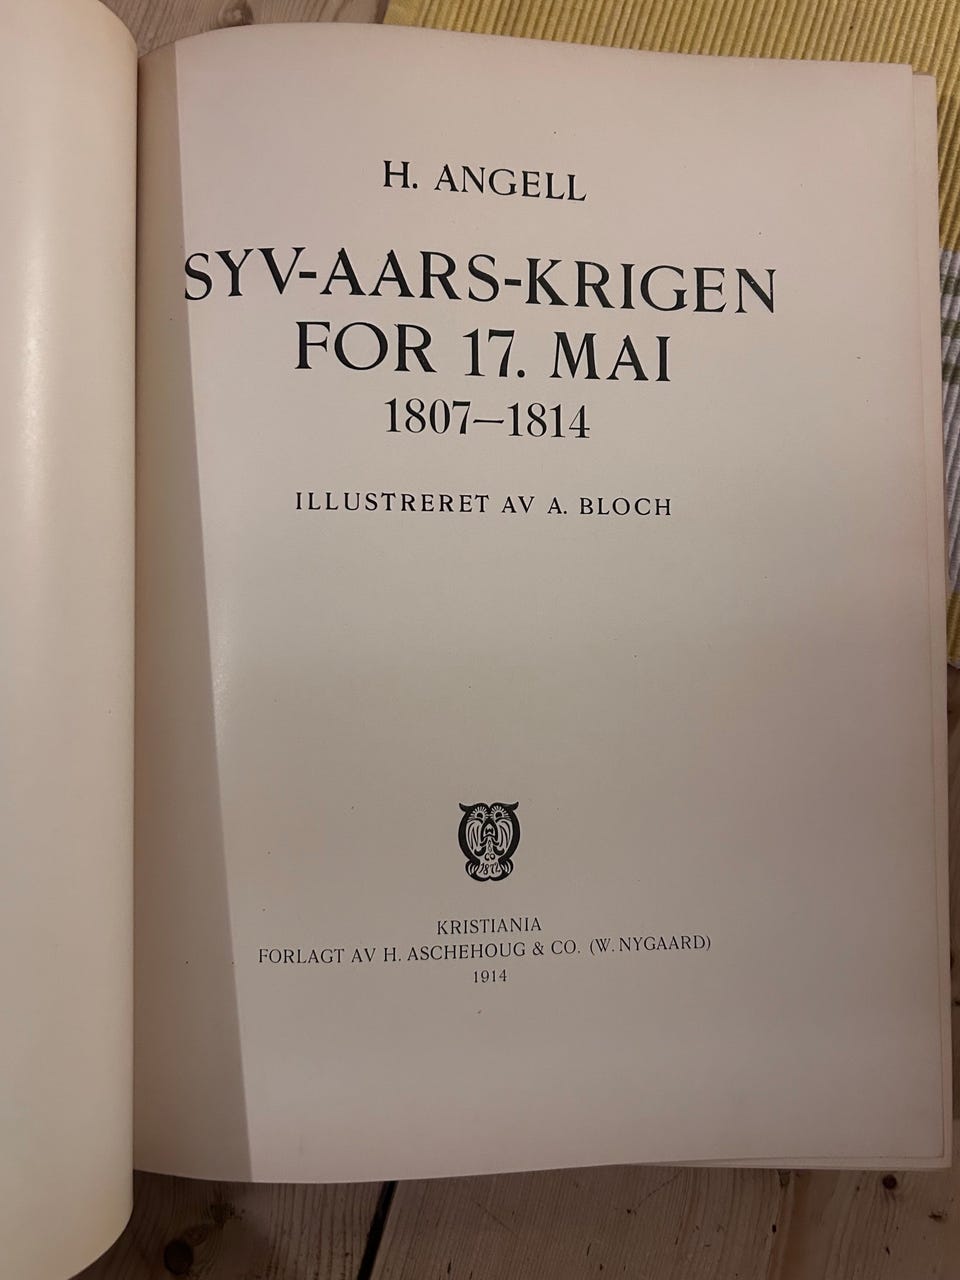 H. ANGELL
SYV-AARS-KRIGEN
FOR 17. MAI
1807—1814
ILLUSTRERET AV A. BLOCH
1872
KRISTIANIA
FORLAGT AV H. ASCHEHOUG & CO. (W. NYGAARD)
1914